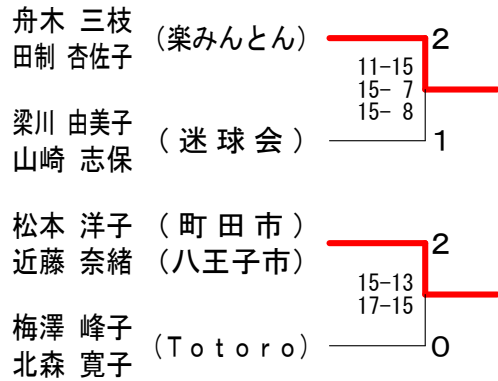 舟木 三枝
田制 杏佐子
(楽みんとん)
2
11-15
15- 7
15- 8
梁川 由美子
山崎 志保
(迷球会)
1
松本 洋子 (町田市)
近藤 奈緒 (八王子市)
2
15-13
17-15
梅澤 峰子
北森 寛子
(Totoro)
0